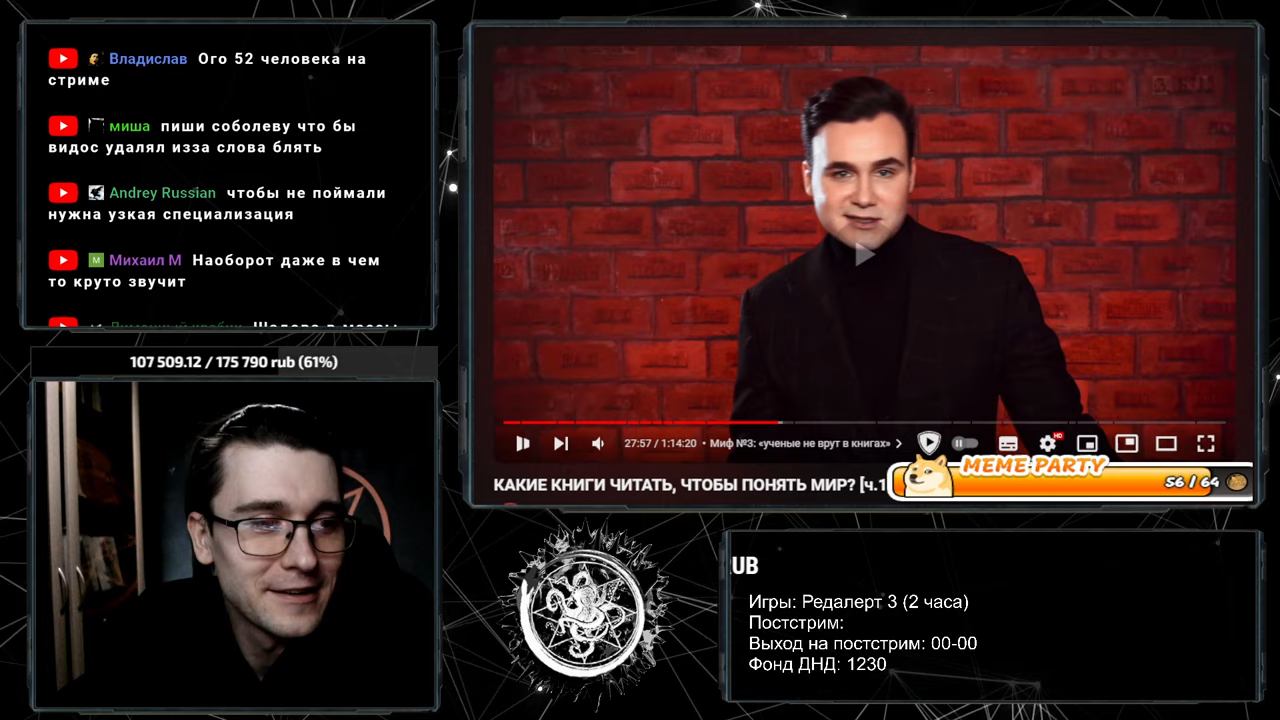 Владислав Ого 52 человека на
стриме
миша пиши соболеву что бы
видос удалял изза слова блять
Andrey Russian чтобы не поймали
нужна узкая специализация
М Михаил М Наоборот даже в чем
то круто звучит
107 509.12 / 175 790 rub (61%)
27:57 / 1:14:20 • Миф №3: «ученые не врут в книгах»
HD
КАКИЕ КНИГИ ЧИТАТЬ, ЧТОБЫ ПОНЯТЬ МИР? [ч.1
MEME PARTY
56 / 64
UB
Игры: Редалерт 3 (2 часа)
Постстрим:
Выход на постстрим: 00-00
Фонд ДНД: 1230